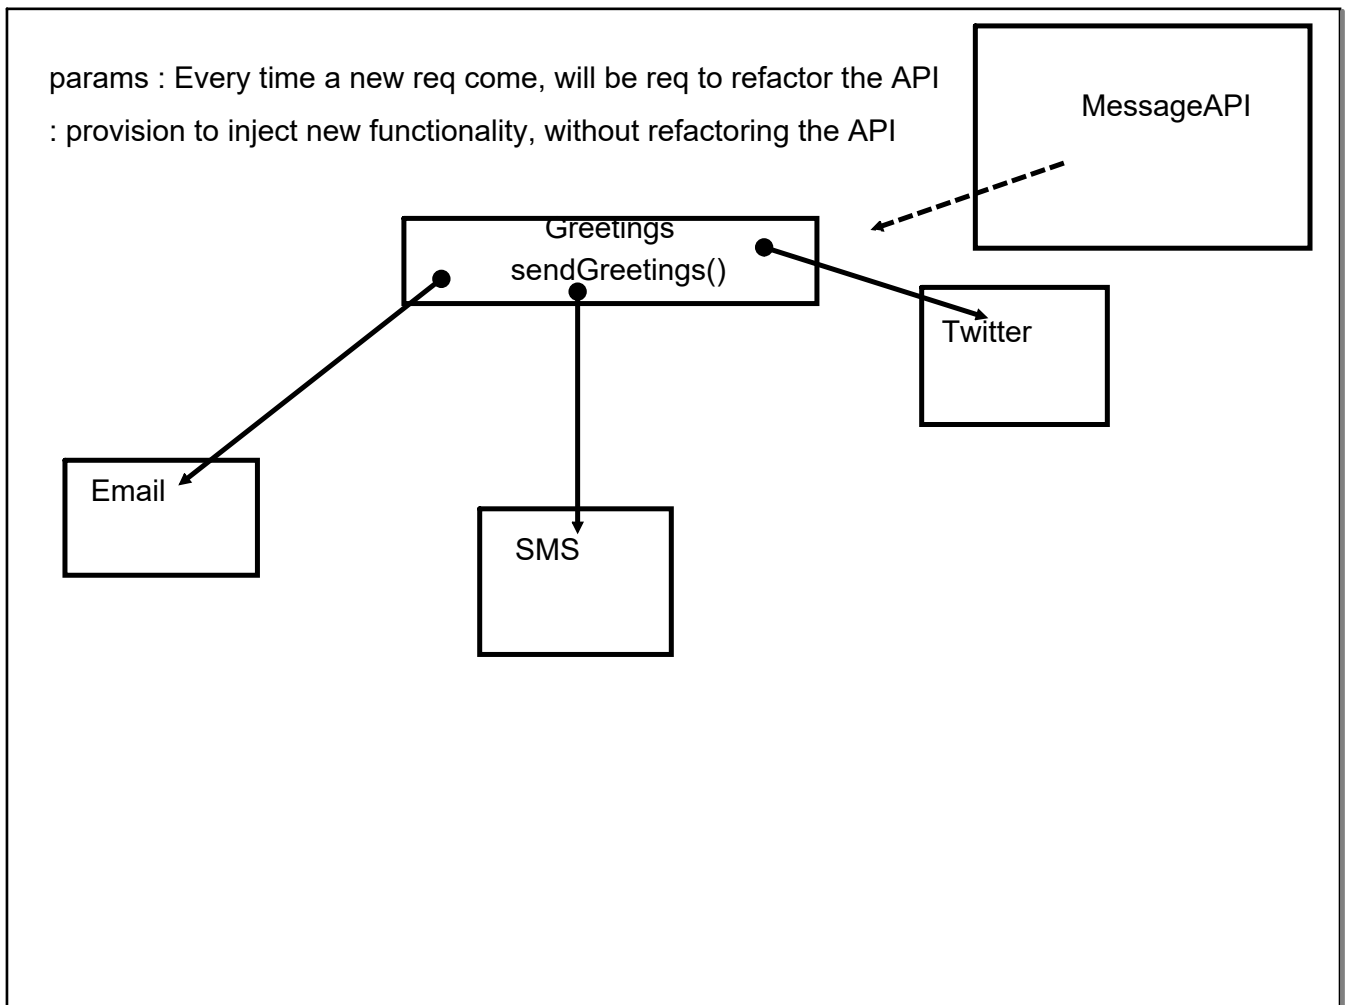 params : Every time a new req come, will be req to refactor the API
: provision to inject new functionality, without refactoring the API
MessageAPI
Greetings
sendGreetings()
Twitter
Email
SMS